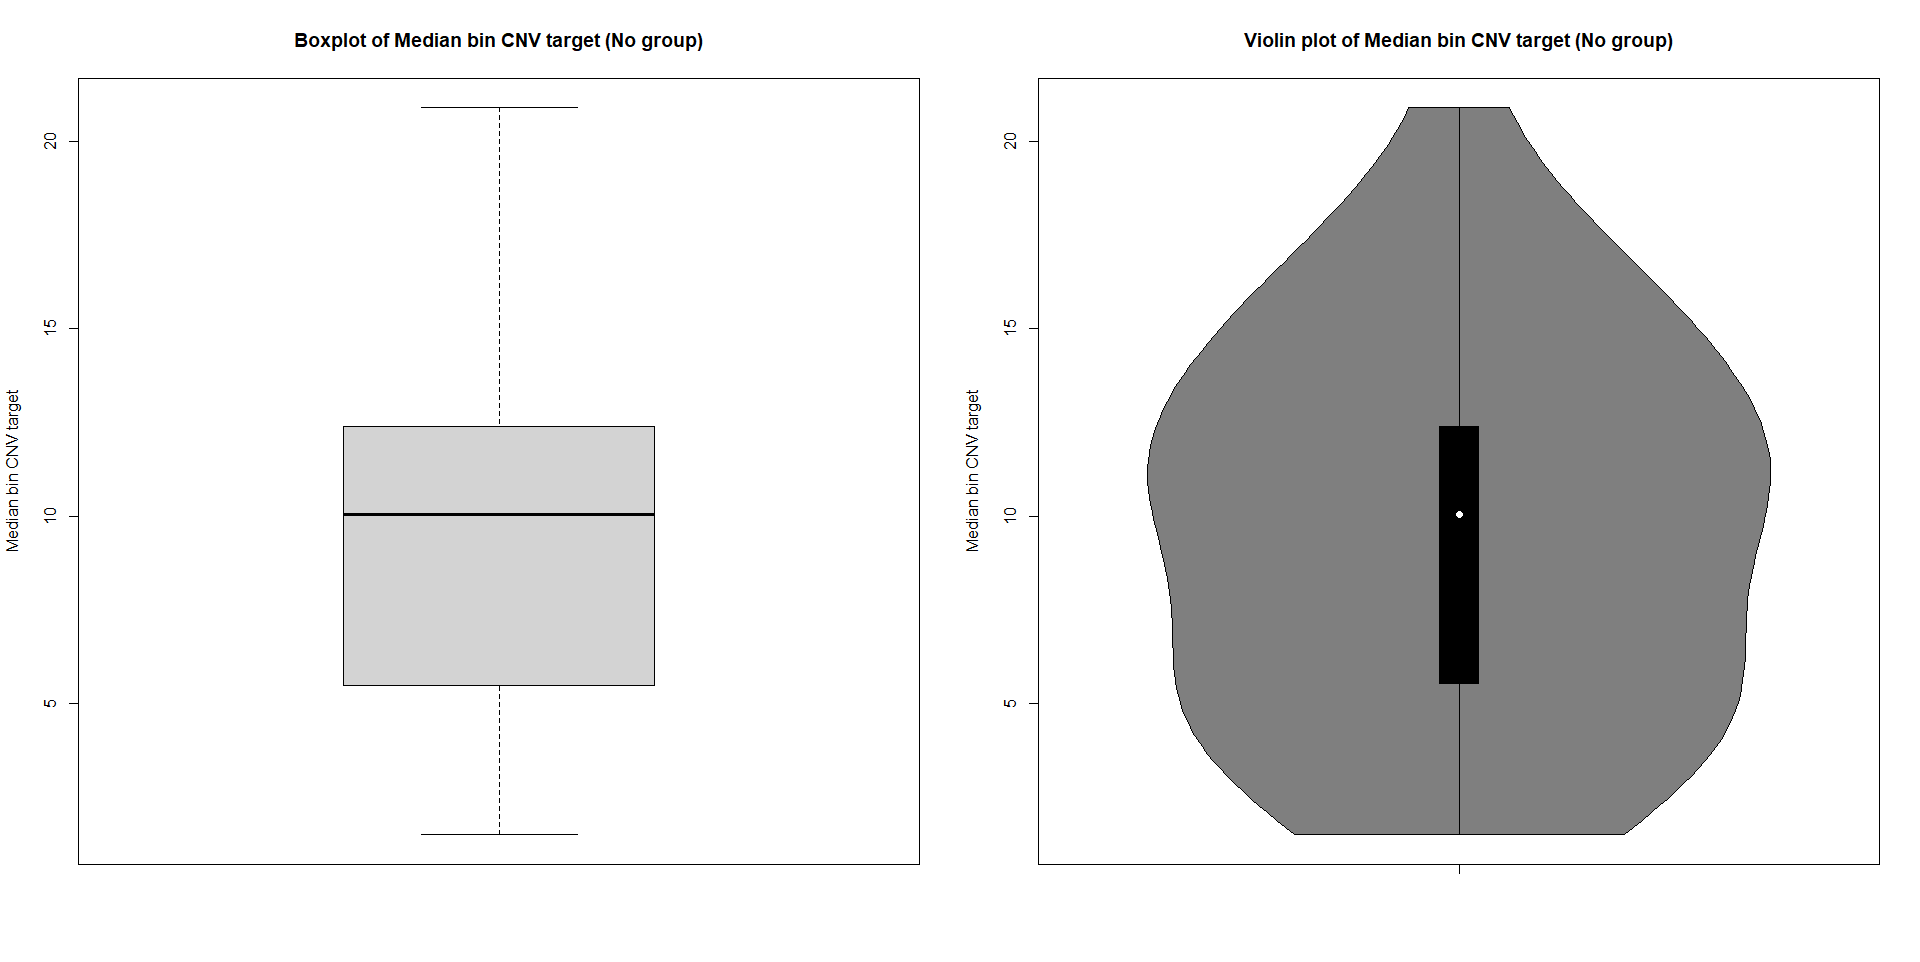 Boxplot of Median bin CNV target (No group)
Median bin CNV target
20
15
10
5
Violin plot of Median bin CNV target (No group)
Median bin CNV target
20
15
10
5